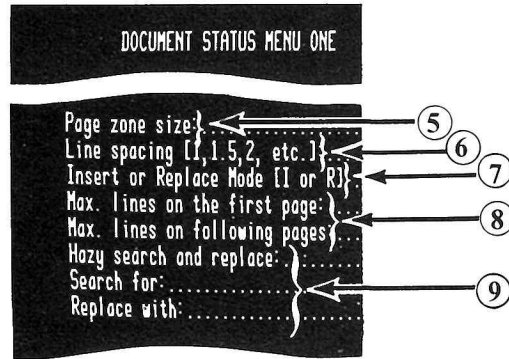 DOCUMENT STATUS MENU ONE
Page zone size:.................... 5
Line spacing [1,1.5,2, etc.] 6
Insert or Replace Mode [I or R]. 7
Max. lines on the first page:
Max. lines on following pages 8
Hazy search and replace:.......
Search for:.................... 9
Replace with:....................